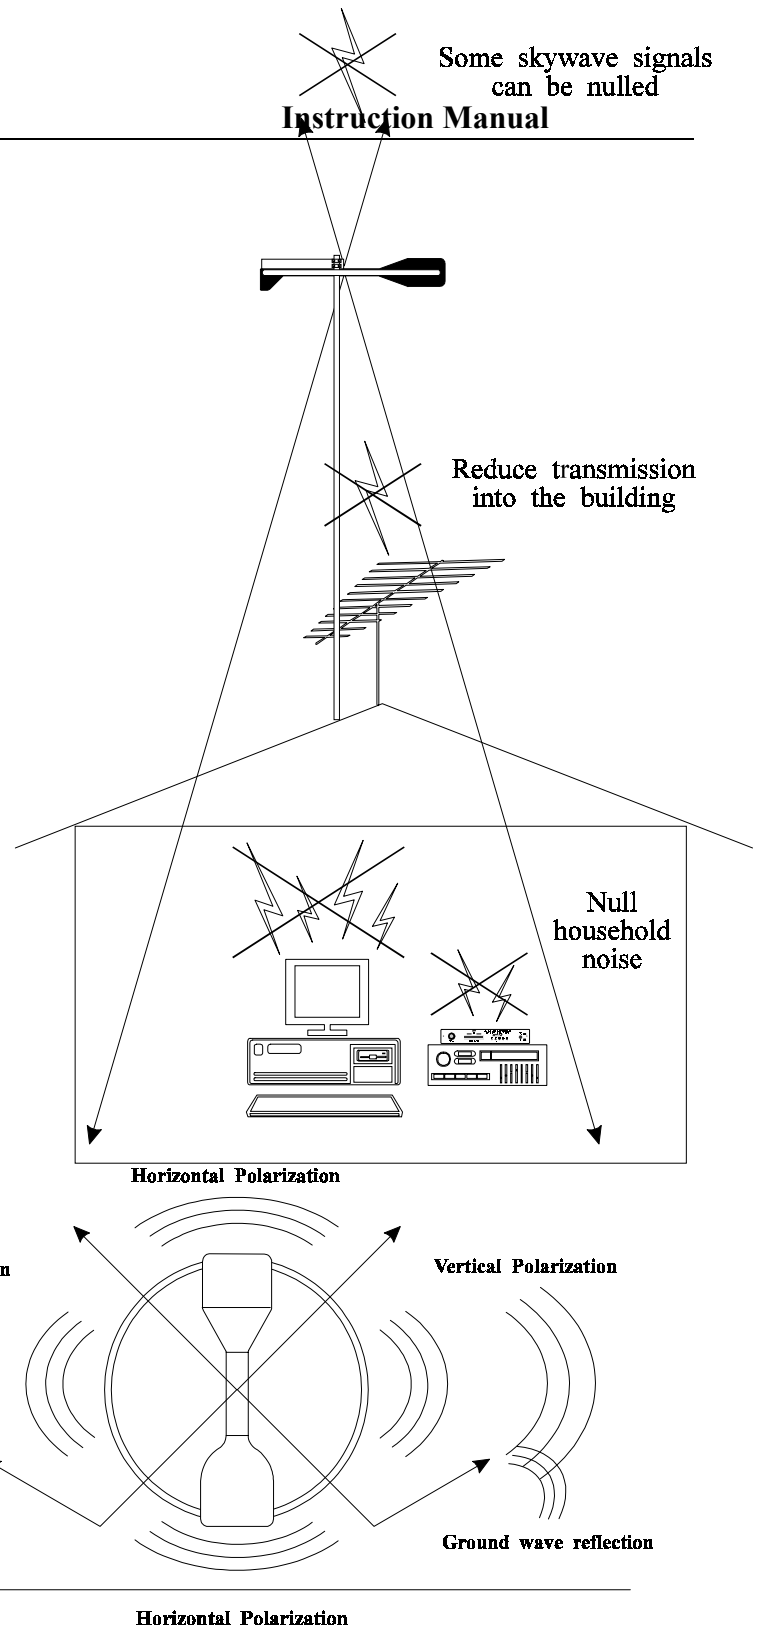 Some skywave signals
can be nulled
Instruction Manual
Reduce transmission
into the building
Null
household
noise
Horizontal Polarization
n
Vertical Polarization
Ground wave reflection
Horizontal Polarization